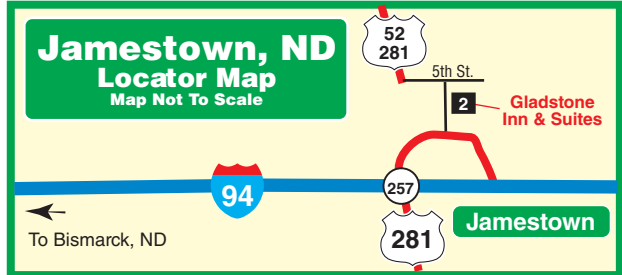 Jamestown, ND
Locator Map
Map Not To Scale
52
281
5th St.
2
Gladstone
Inn & Suites
94
257
To Bismarck, ND
281
Jamestown